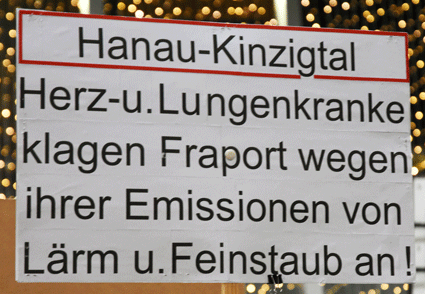 Hanau-Kinzigtal
Herz-u.Lungenkranke
klagen Fraport wegen
ihrer Emissionen von
Lärm u.Feinstaub an!